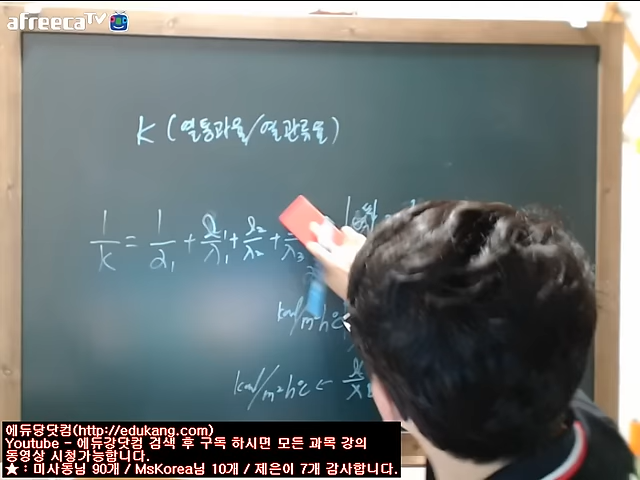 afreecaTV
K (열통과율/열관류율)
1/K = 1/α₁ + ℓ₁/λ₁ + ℓ₂/λ₂ +
λ₃
kcal/m²h℃
kcal/m²h℃ ←
에듀강닷컴(http://edukang.com)
Youtube - 에듀강닷컴 검색 후 구독 하시면 모든 과목 강의
동영상 시청가능합니다.
★ : 미사동님 90개 / MsKorea님 10개 / 제은이 7개 감사합니다.